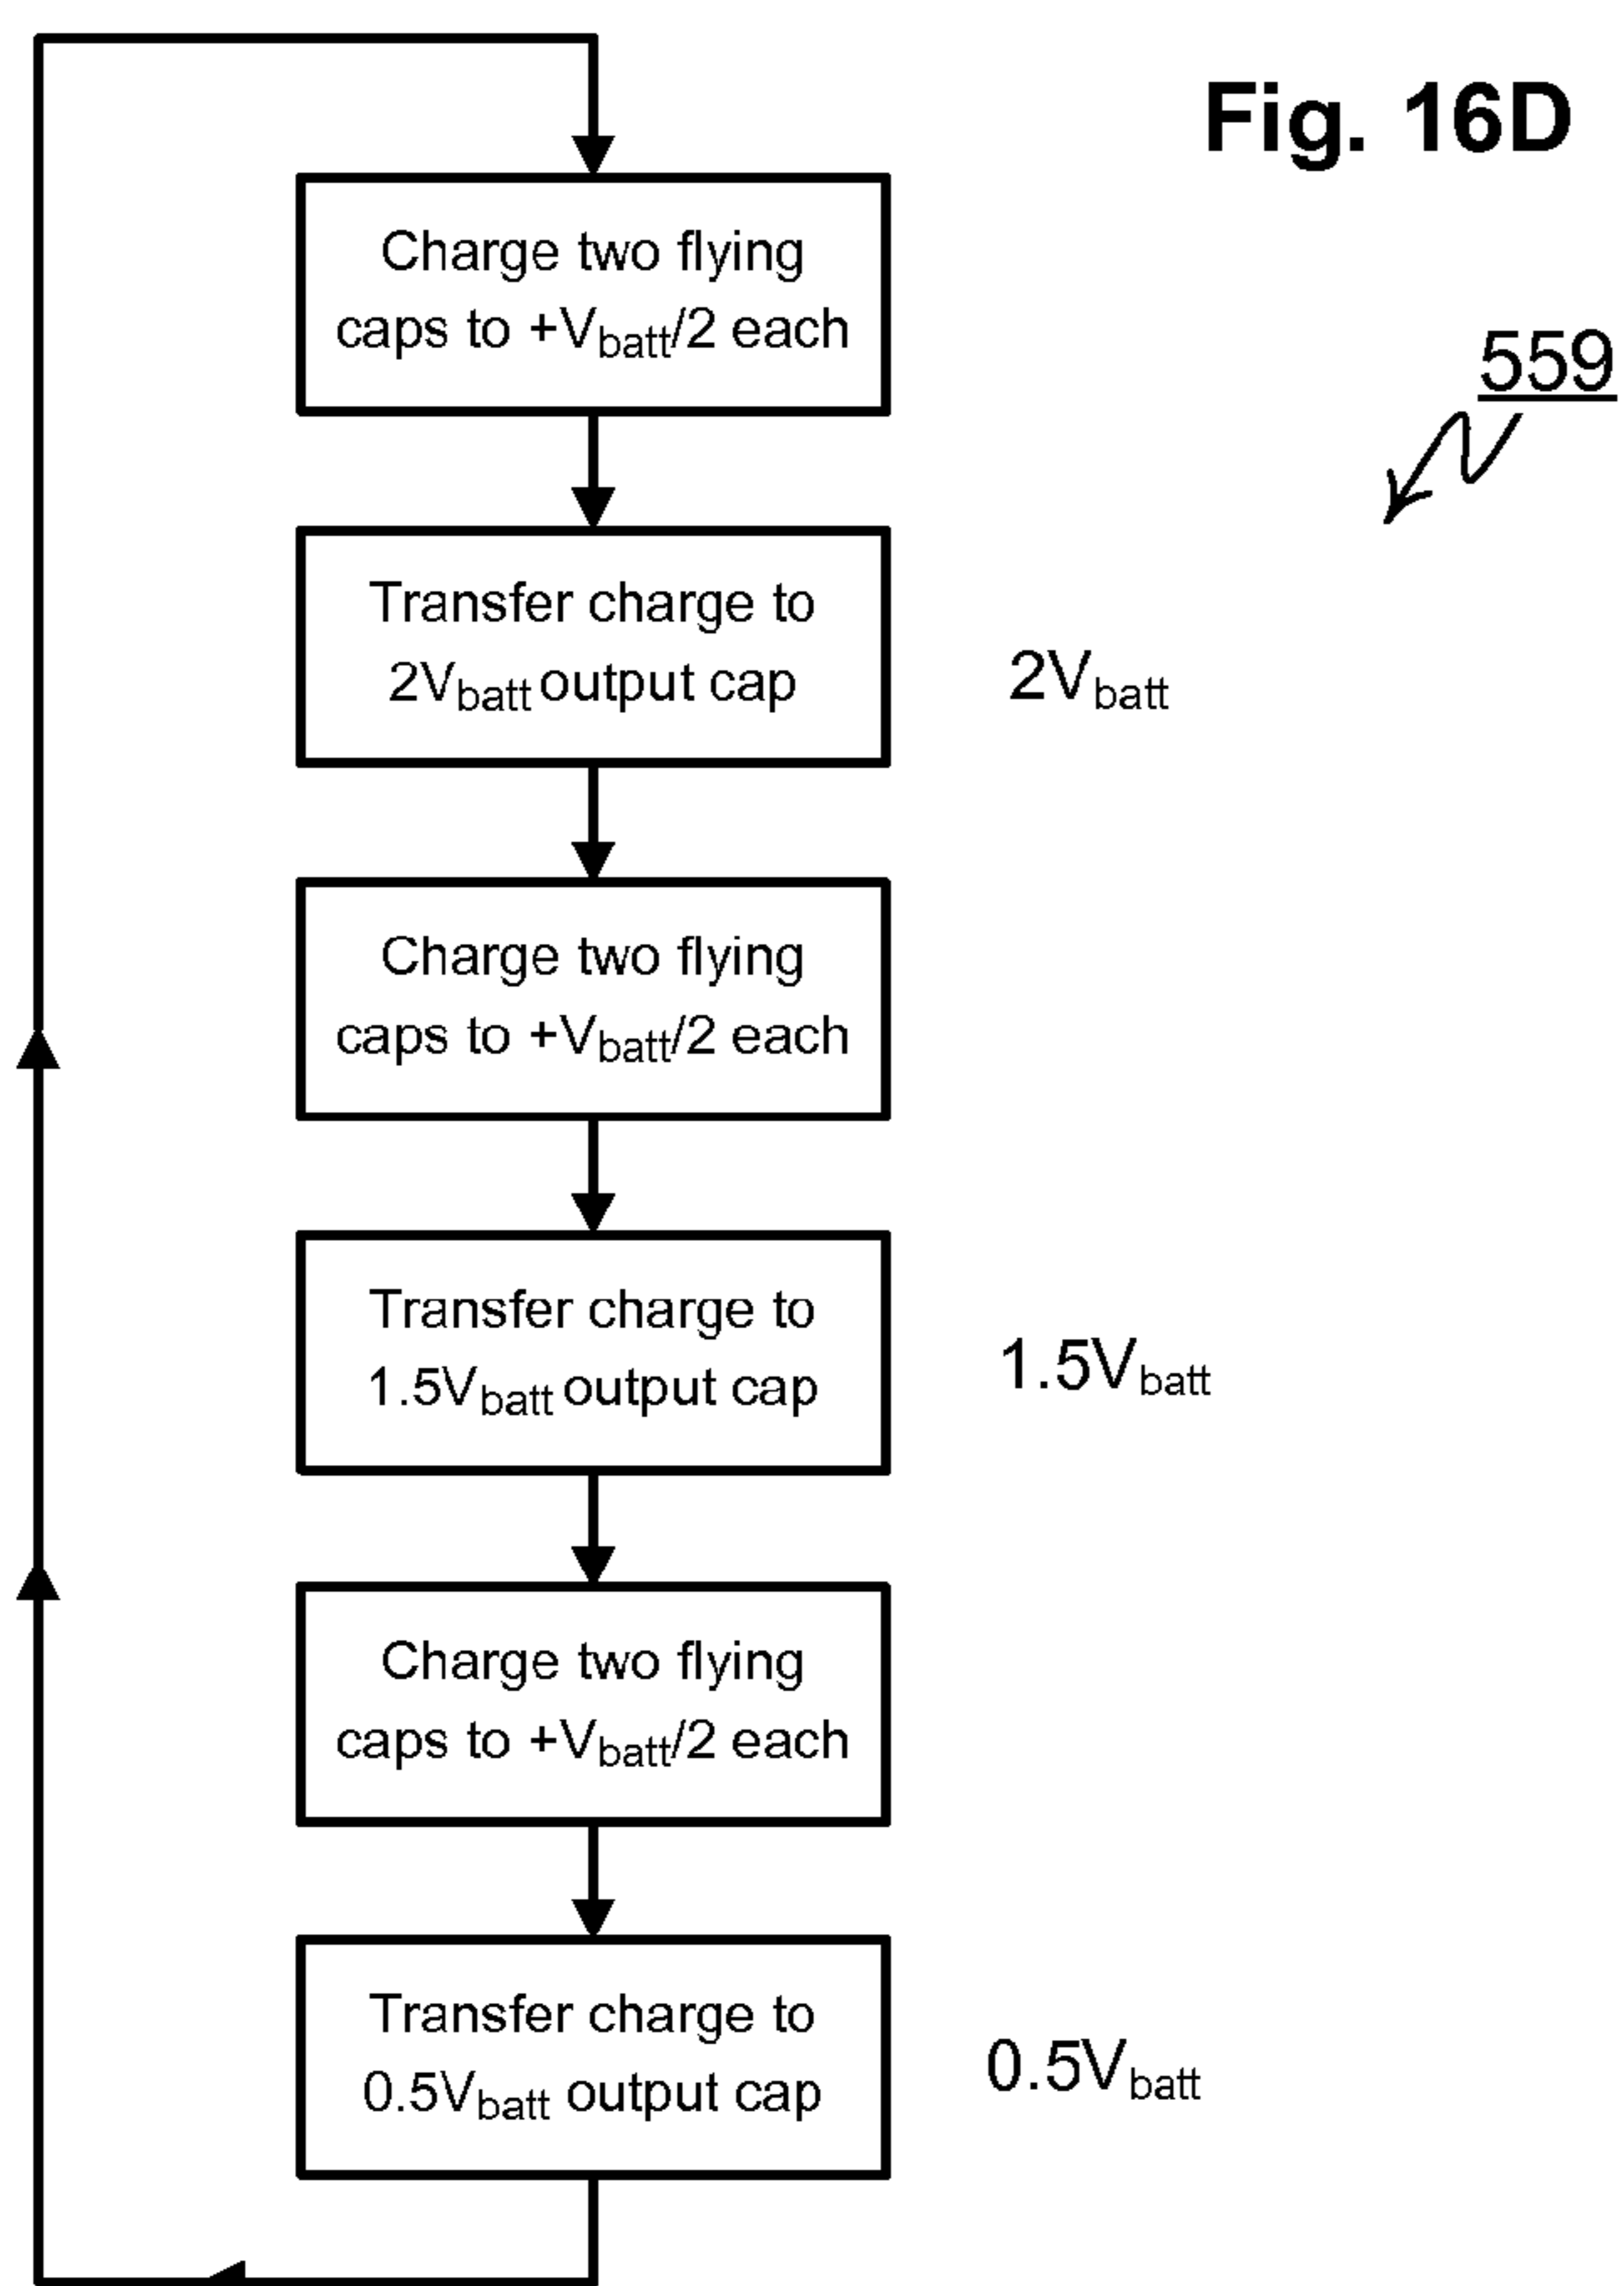 Fig. 16D
Charge two flying
caps to +Vbatt/2 each
559
Transfer charge to
2Vbatt output cap
2Vbatt
Charge two flying
caps to +Vbatt/2 each
Transfer charge to
1.5Vbatt output cap
1.5Vbatt
Charge two flying
caps to +Vbatt/2 each
Transfer charge to
0.5Vbatt output cap
0.5Vbatt